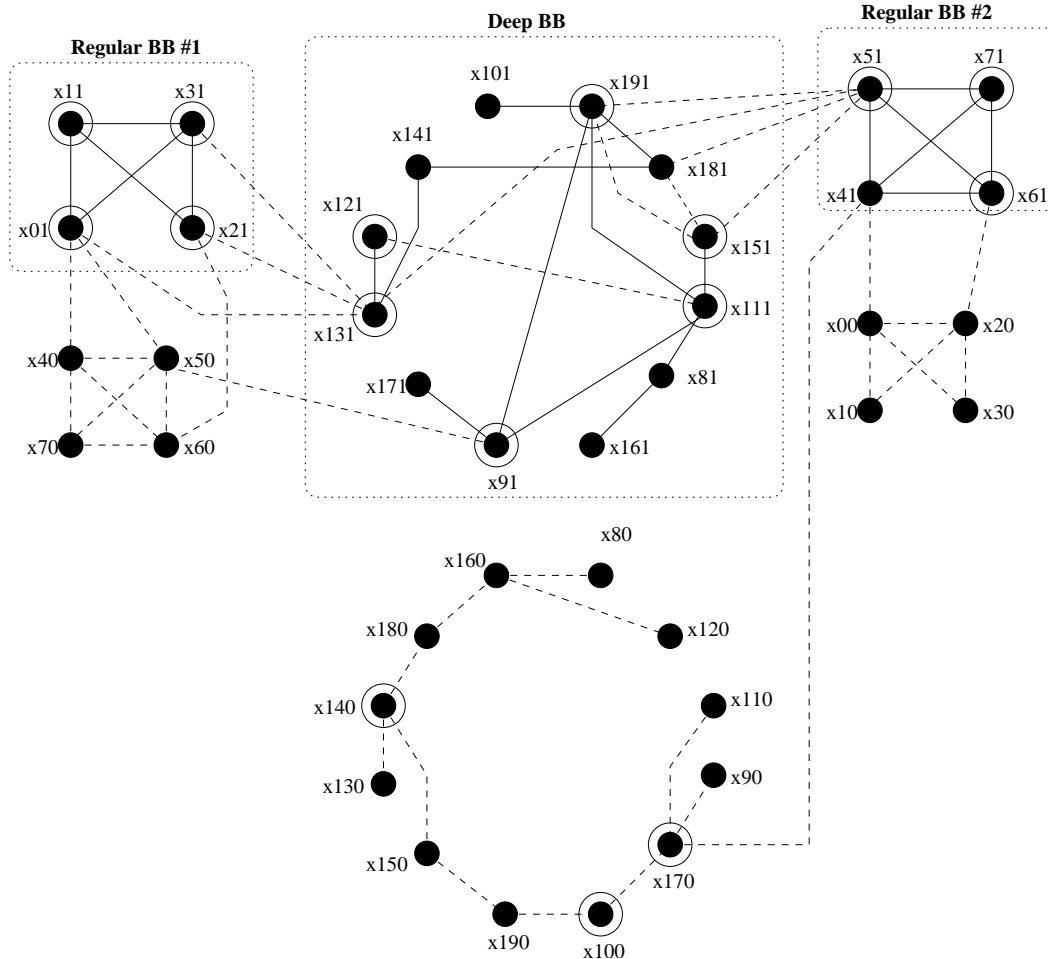 Deep BB
Regular BB #1
Regular BB #2
x11
x31
x01
x21
x101
x191
x141
x181
x121
x151
x131
x111
x171
x81
x161
x91
x51
x71
x41
x61
x40
x50
x70
x60
x00
x20
x10
x30
x80
x160
x180
x120
x140
x110
x130
x90
x150
x170
x190
x100